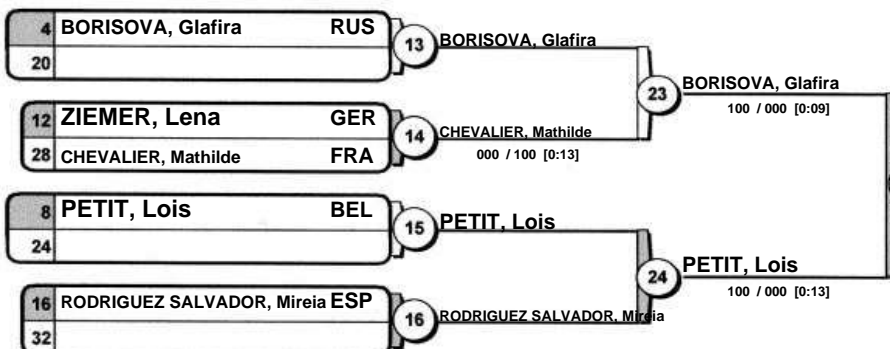 4 BORISOVA, Glafira RUS
20
13 BORISOVA, Glafira
12 ZIEMER, Lena GER
28 CHEVALIER, Mathilde FRA
14 CHEVALIER, Mathilde
000 / 100 [0:13]
23 BORISOVA, Glafira
100 / 000 [0:09]
8 PETIT, Lois BEL
24
15 PETIT, Lois
16 RODRIGUEZ SALVADOR, Mireia ESP
32
16 RODRIGUEZ SALVADOR, Mireia
24 PETIT, Lois
100 / 000 [0:13]